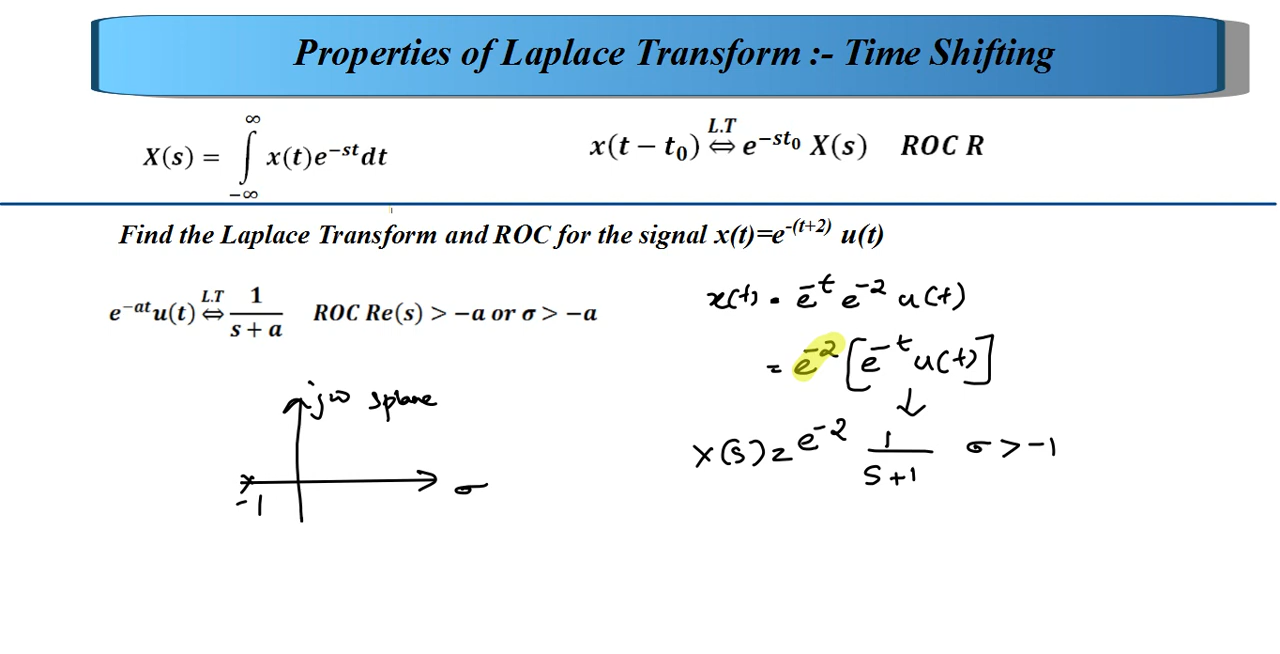 Properties of Laplace Transform :- Time Shifting
X(s) = ∫_{-∞}^{∞} x(t)e^{-st}dt
x(t − t₀) ⇔^{L.T} e^{-st₀} X(s) ROC R
Find the Laplace Transform and ROC for the signal x(t)=e^{-(t+2)} u(t)
e^{-at}u(t) ⇔^{L.T} 1/(s + a) ROC Re(s) > −a or σ > −a
x(t) = e^{-t} e^{-2} u(t)
= e^{-2} [e^{-t} u(t)]
↓
X(s) = e^{-2} 1/(s+1) σ > -1
jω splane
σ
-1